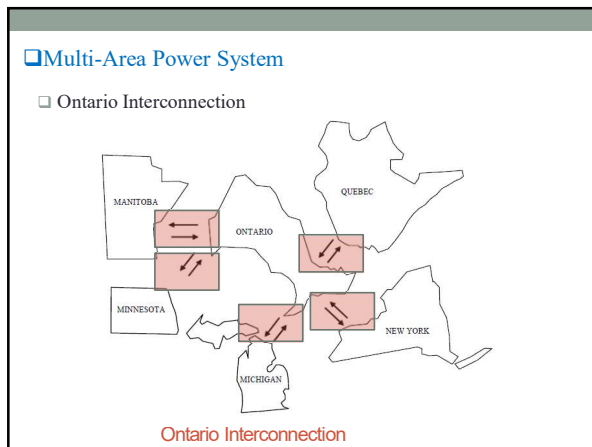 ❑Multi-Area Power System
❑ Ontario Interconnection
MANITOBA
QUEBEC
ONTARIO
MINNESOTA
NEW YORK
MICHIGAN
Ontario Interconnection